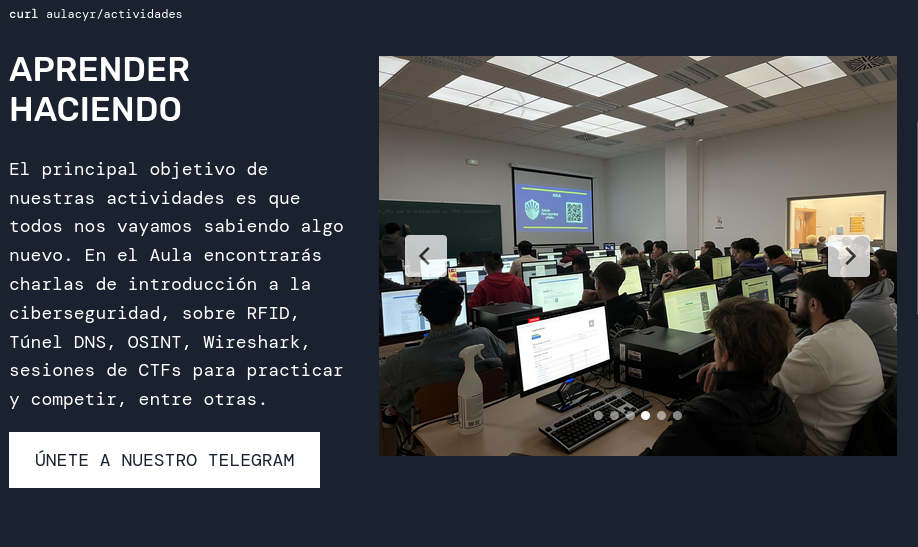 curl aulacyr/actividades
APRENDER
HACIENDO
El principal objetivo de
nuestras actividades es que
todos nos vayamos sabiendo algo
nuevo. En el Aula encontrarás
charlas de introducción a la
ciberseguridad, sobre RFID,
Túnel DNS, OSINT, Wireshark,
sesiones de CTFs para practicar
y competir, entre otras.
ÚNETE A NUESTRO TELEGRAM
AULA